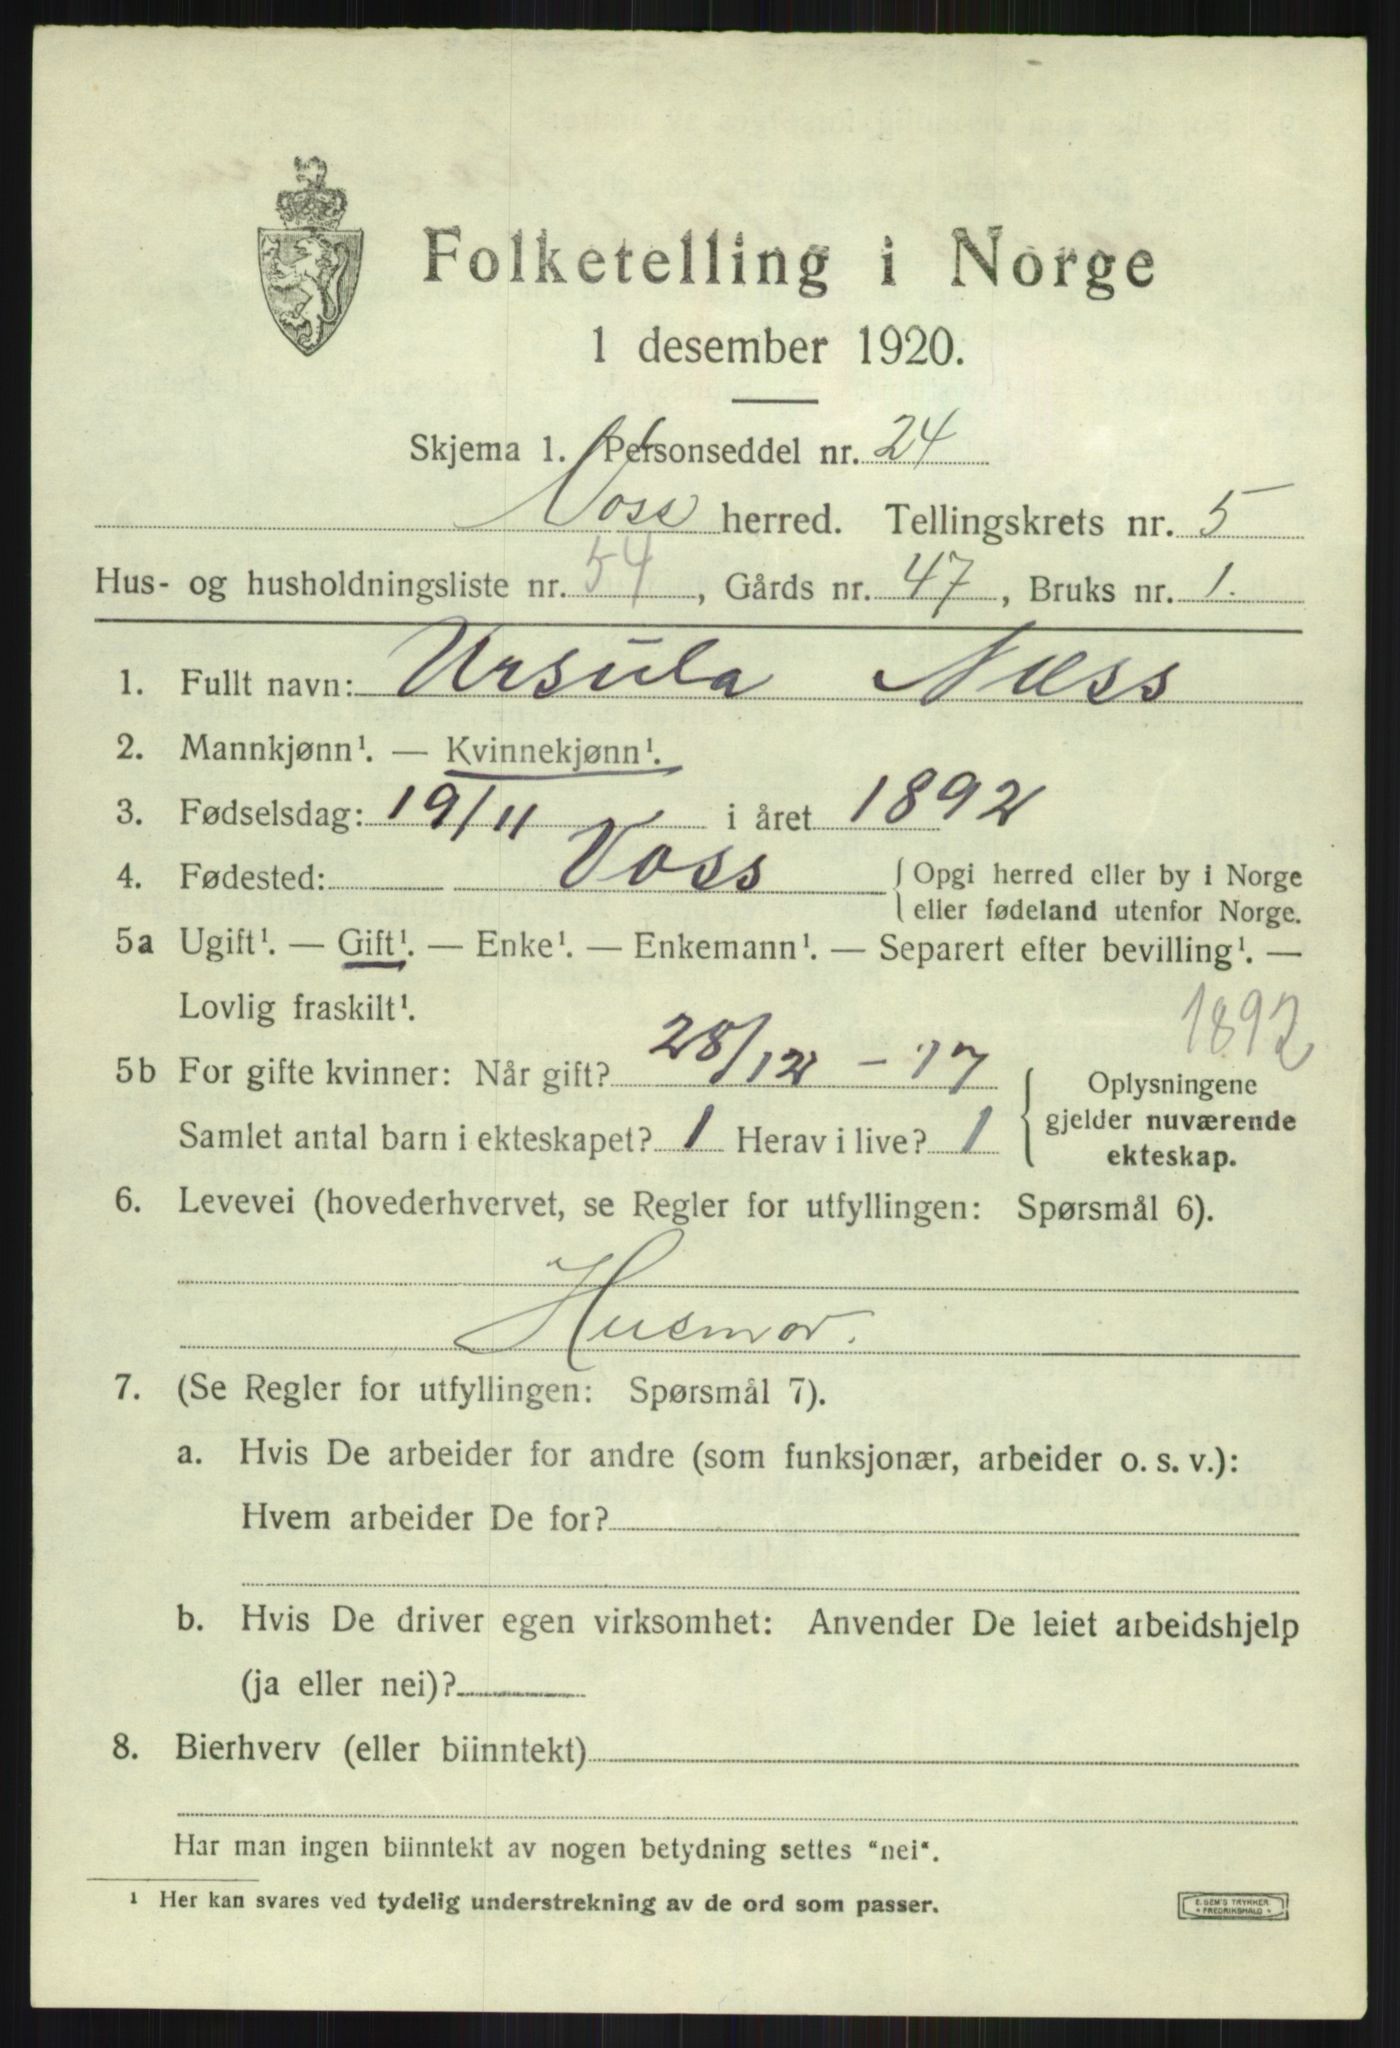 Folketelling i Norge
1 desember 1920.
Skjema 1. Personseddel nr. 24
Voss herred. Tellingskrets nr. 5
Hus- og husholdningsliste nr. 54, Gårds nr. 47, Bruks nr. 1.
1. Fullt navn: Ursula Næss
2. Mannkjønn¹. — Kvinnekjønn¹.
3. Fødselsdag: 19/11 i året 1892
4. Fødested: Voss { Opgi herred eller by i Norge
eller fødeland utenfor Norge.
5a Ugift¹. — Gift¹. — Enke¹. — Enkemann¹. — Separert efter bevilling¹. —
Lovlig fraskilt¹.
1892
5b For gifte kvinner: Når gift? 28/12 – 17
Samlet antal barn i ekteskapet? 1 Herav i live? 1
{ Oplysningene
gjelder nuværende
ekteskap.
6. Levevei (hovederhvervet, se Regler for utfyllingen: Spørsmål 6).
Husmor.
7. (Se Regler for utfyllingen: Spørsmål 7).
a. Hvis De arbeider for andre (som funksjonær, arbeider o. s. v.):
Hvem arbeider De for?
b. Hvis De driver egen virksomhet: Anvender De leiet arbeidshjelp
(ja eller nei)?
8. Bierhverv (eller biinntekt)
Har man ingen biinntekt av nogen betydning settes "nei".
¹ Her kan svares ved tydelig understrekning av de ord som passer.
E. SEM'S TRYKKER
FREDRIKSHALD